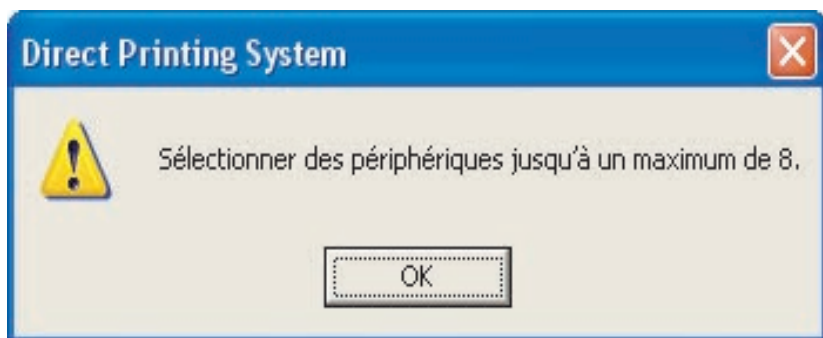 Direct Printing System
Sélectionner des périphériques jusqu'à un maximum de 8.
OK